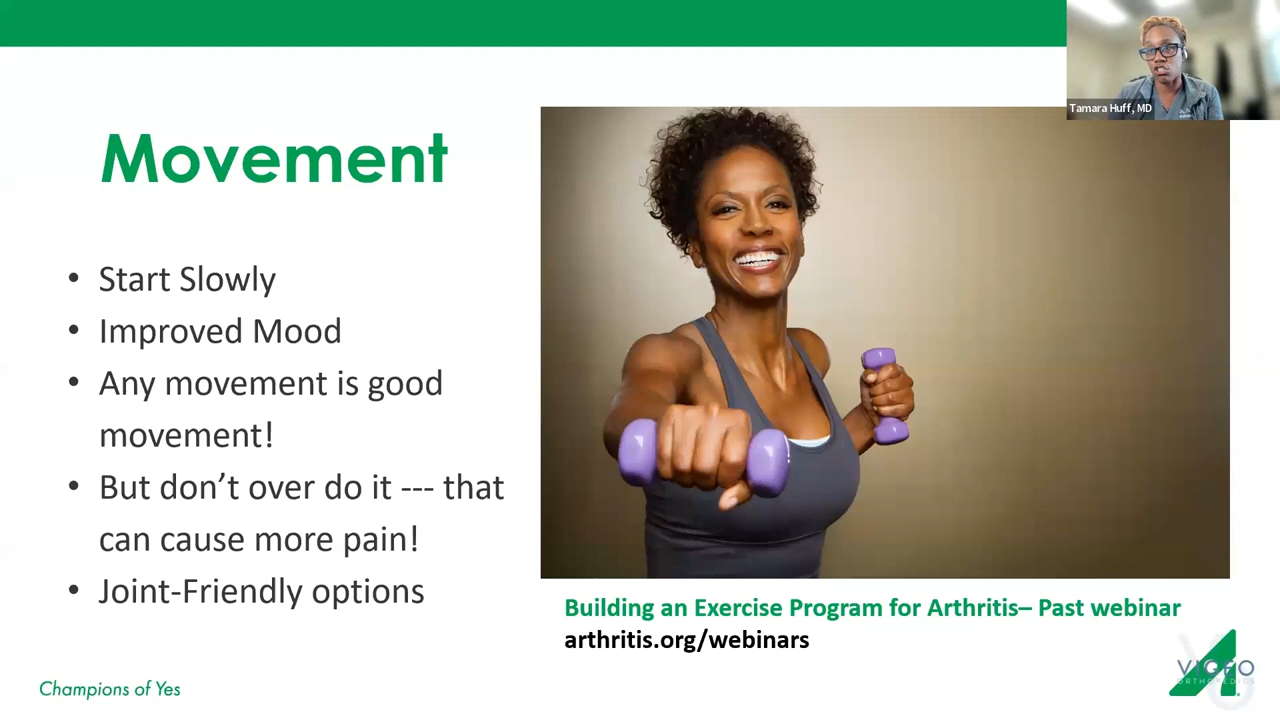 Tamara Huff, MD
Movement
• Start Slowly
• Improved Mood
• Any movement is good
movement!
• But don’t over do it --- that
can cause more pain!
• Joint-Friendly options
Building an Exercise Program for Arthritis– Past webinar
arthritis.org/webinars
Champions of Yes
ORTHOPEDICS